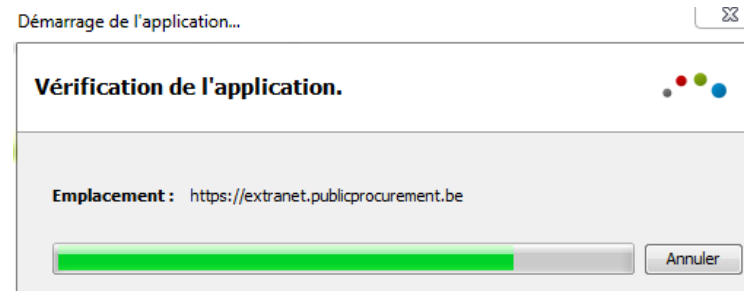 Démarrage de l'application...
Vérification de l'application.
Emplacement : https://extranet.publicprocurement.be
Annuler